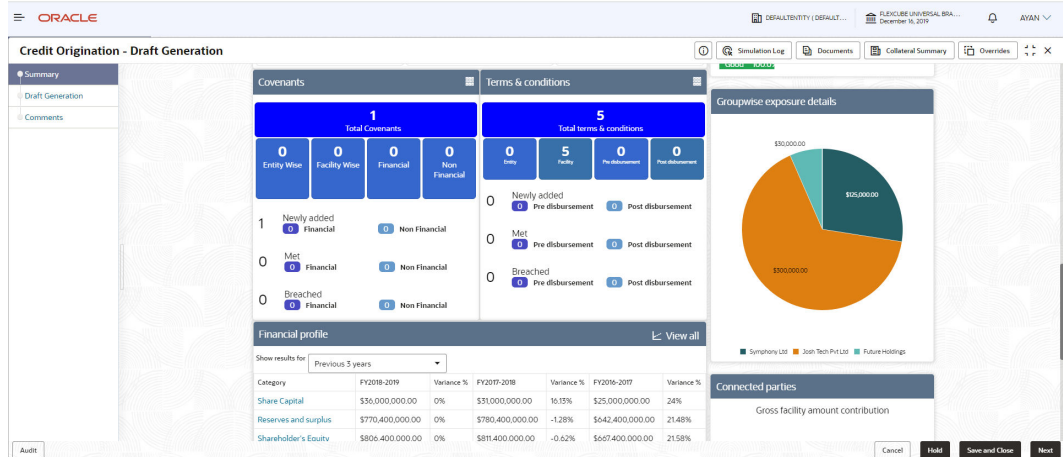 ORACLE
DEFAULTENTITY ( DEFAULT...
FLEXCUBE UNIVERSAL BRA...
December 16, 2019
AYAN
Credit Origination - Draft Generation
Simulation Log
Documents
Collateral Summary
Overrides
Summary
Draft Generation
Comments
Covenants
1
Total Covenants
0 0 0 0
Entity Wise Facility Wise Financial Non
Financial
1 Newly added
0 Financial 0 Non Financial
0 Met
0 Financial 0 Non Financial
0 Breached
0 Financial 0 Non Financial
Terms & conditions
5
Total terms & conditions
0 5 0 0
Entity Facility Pre disbursement Post disbursement
0 Newly added
0 Pre disbursement 0 Post disbursement
0 Met
0 Pre disbursement 0 Post disbursement
0 Breached
0 Pre disbursement 0 Post disbursement
Groupwise exposure details
$30,000.00
$125,000.00
$300,000.00
Symphony Ltd Josh Tech Pvt Ltd Future Holdings
Financial profile View all
Show results for Previous 3 years
Category FY2018-2019 Variance % FY2017-2018 Variance % FY2016-2017 Variance %
Share Capital $36,000,000.00 0% $31,000,000.00 16.13% $25,000,000.00 24%
Reserves and surplus $770,400,000.00 0% $780,400,000.00 -1.28% $642,400,000.00 21.48%
Shareholder's Equity $806,400,000.00 0% $811,400,000.00 -0.62% $667,400,000.00 21.58%
Connected parties
Gross facility amount contribution
Audit
Cancel
Hold
Save and Close
Next